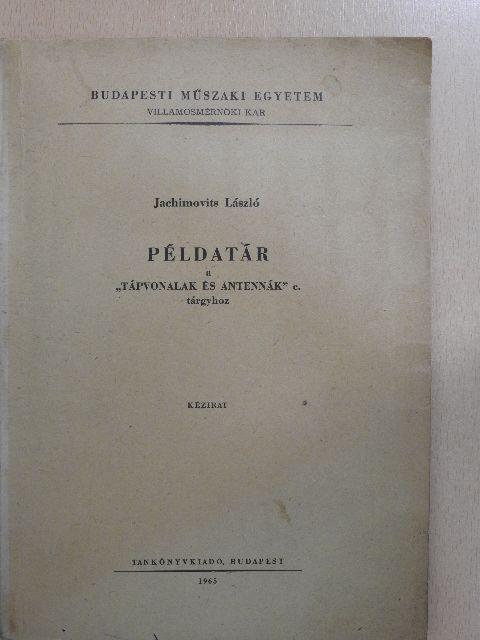 BUDAPESTI MŰSZAKI EGYETEM
VILLAMOSMÉRNÖKI KAR
Jachimovits László
PÉLDATÁR
a
„TÁPVONALAK ÉS ANTENNÁK” c.
tárgyhoz
KÉZIRAT
TANKÖNYVKIADÓ, BUDAPEST
1965